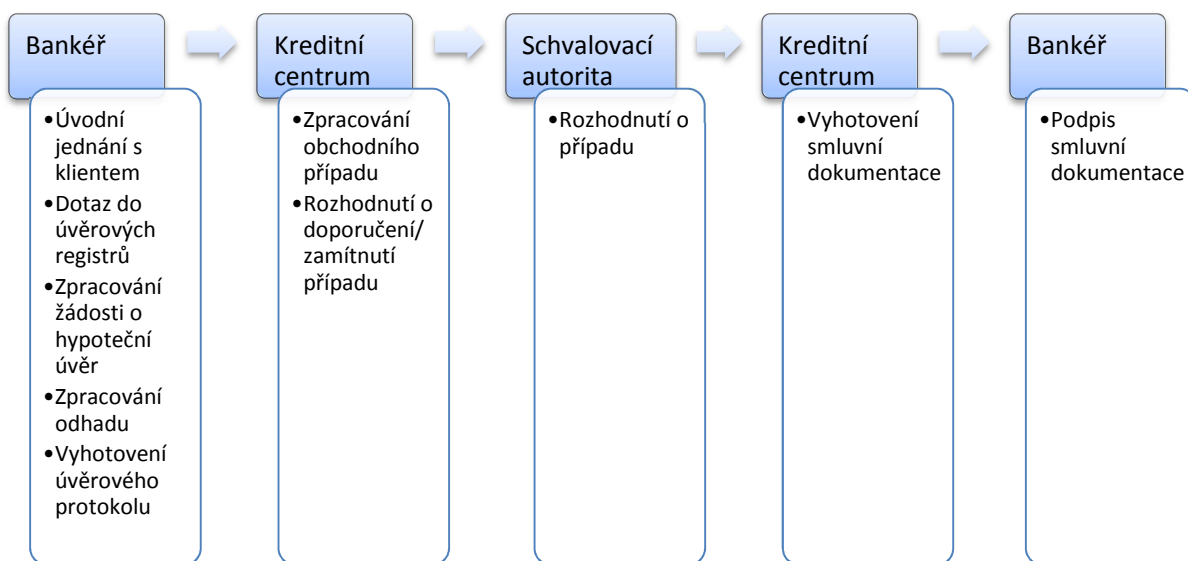 Bankéř
•Úvodní
jednání s
klientem
•Dotaz do
úvěrových
registrů
•Zpracování
žádosti o
hypoteční
úvěr
•Zpracování
odhadu
•Vyhotovení
úvěrového
protokolu
Kreditní
centrum
•Zpracování
obchodního
případu
•Rozhodnutí o
doporučení/
zamítnutí
případu
Schvalovací
autorita
•Rozhodnutí o
případu
Kreditní
centrum
•Vyhotovení
smluvní
dokumentace
Bankéř
•Podpis
smluvní
dokumentace